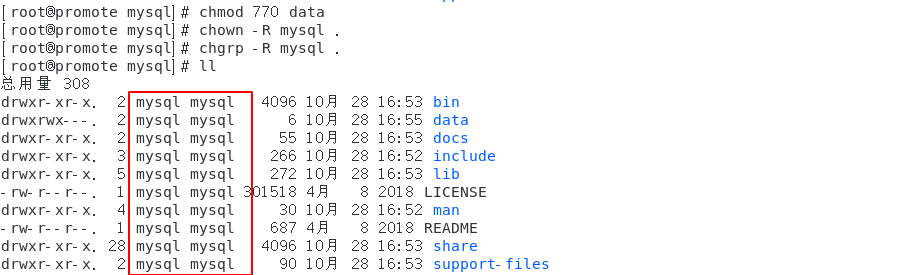 [root@promote mysql]# chmod 770 data
[root@promote mysql]# chown -R mysql .
[root@promote mysql]# chgrp -R mysql .
[root@promote mysql]# ll
总用量 308
drwxr-xr-x.  2 mysql mysql   4096 10月  28 16:53 bin
drwxrwx---.  2 mysql mysql      6 10月  28 16:55 data
drwxr-xr-x.  2 mysql mysql     55 10月  28 16:53 docs
drwxr-xr-x.  3 mysql mysql    266 10月  28 16:52 include
drwxr-xr-x.  5 mysql mysql    272 10月  28 16:53 lib
-rw-r--r--.  1 mysql mysql 301518 4月   8 2018 LICENSE
drwxr-xr-x.  4 mysql mysql     30 10月  28 16:52 man
-rw-r--r--.  1 mysql mysql    687 4月   8 2018 README
drwxr-xr-x. 28 mysql mysql   4096 10月  28 16:53 share
drwxr-xr-x.  2 mysql mysql     90 10月  28 16:53 support-files